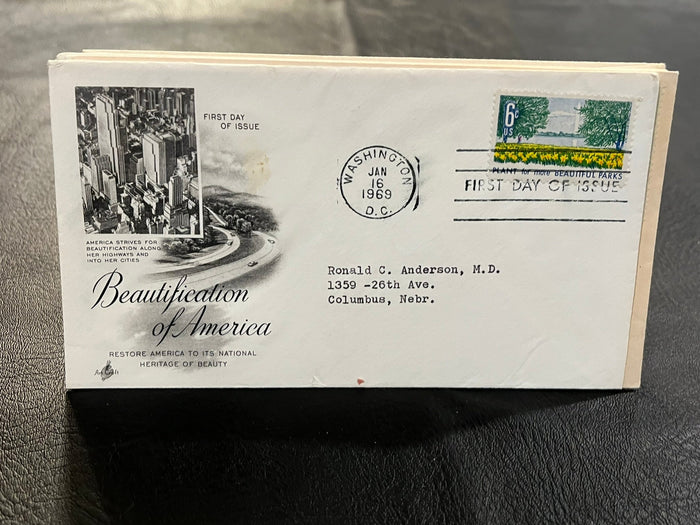 FIRST DAY
OF ISSUE
AMERICA STRIVES FOR
BEAUTIFICATION ALONG
HER HIGHWAYS AND
INTO HER CITIES
Beautification
of America
RESTORE AMERICA TO ITS NATIONAL
HERITAGE OF BEAUTY
ArtCraft
WASHINGTON
JAN
16
1969
D.C.
6¢
US
PLANT for more BEAUTIFUL PARKS
FIRST DAY OF ISSUE
Ronald C. Anderson, M.D.
1359 -26th Ave.
Columbus, Nebr.